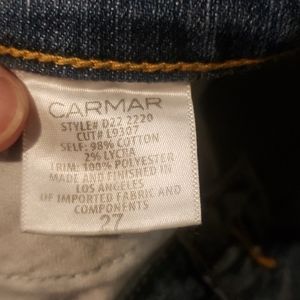 CARMAR
STYLE# D22 2220
CUT# L9307
SELF: 98% COTTON
2% LYCRA
TRIM: 100% POLYESTER
MADE AND FINISHED IN
LOS ANGELES
OF IMPORTED FABRIC AND
COMPONENTS
27